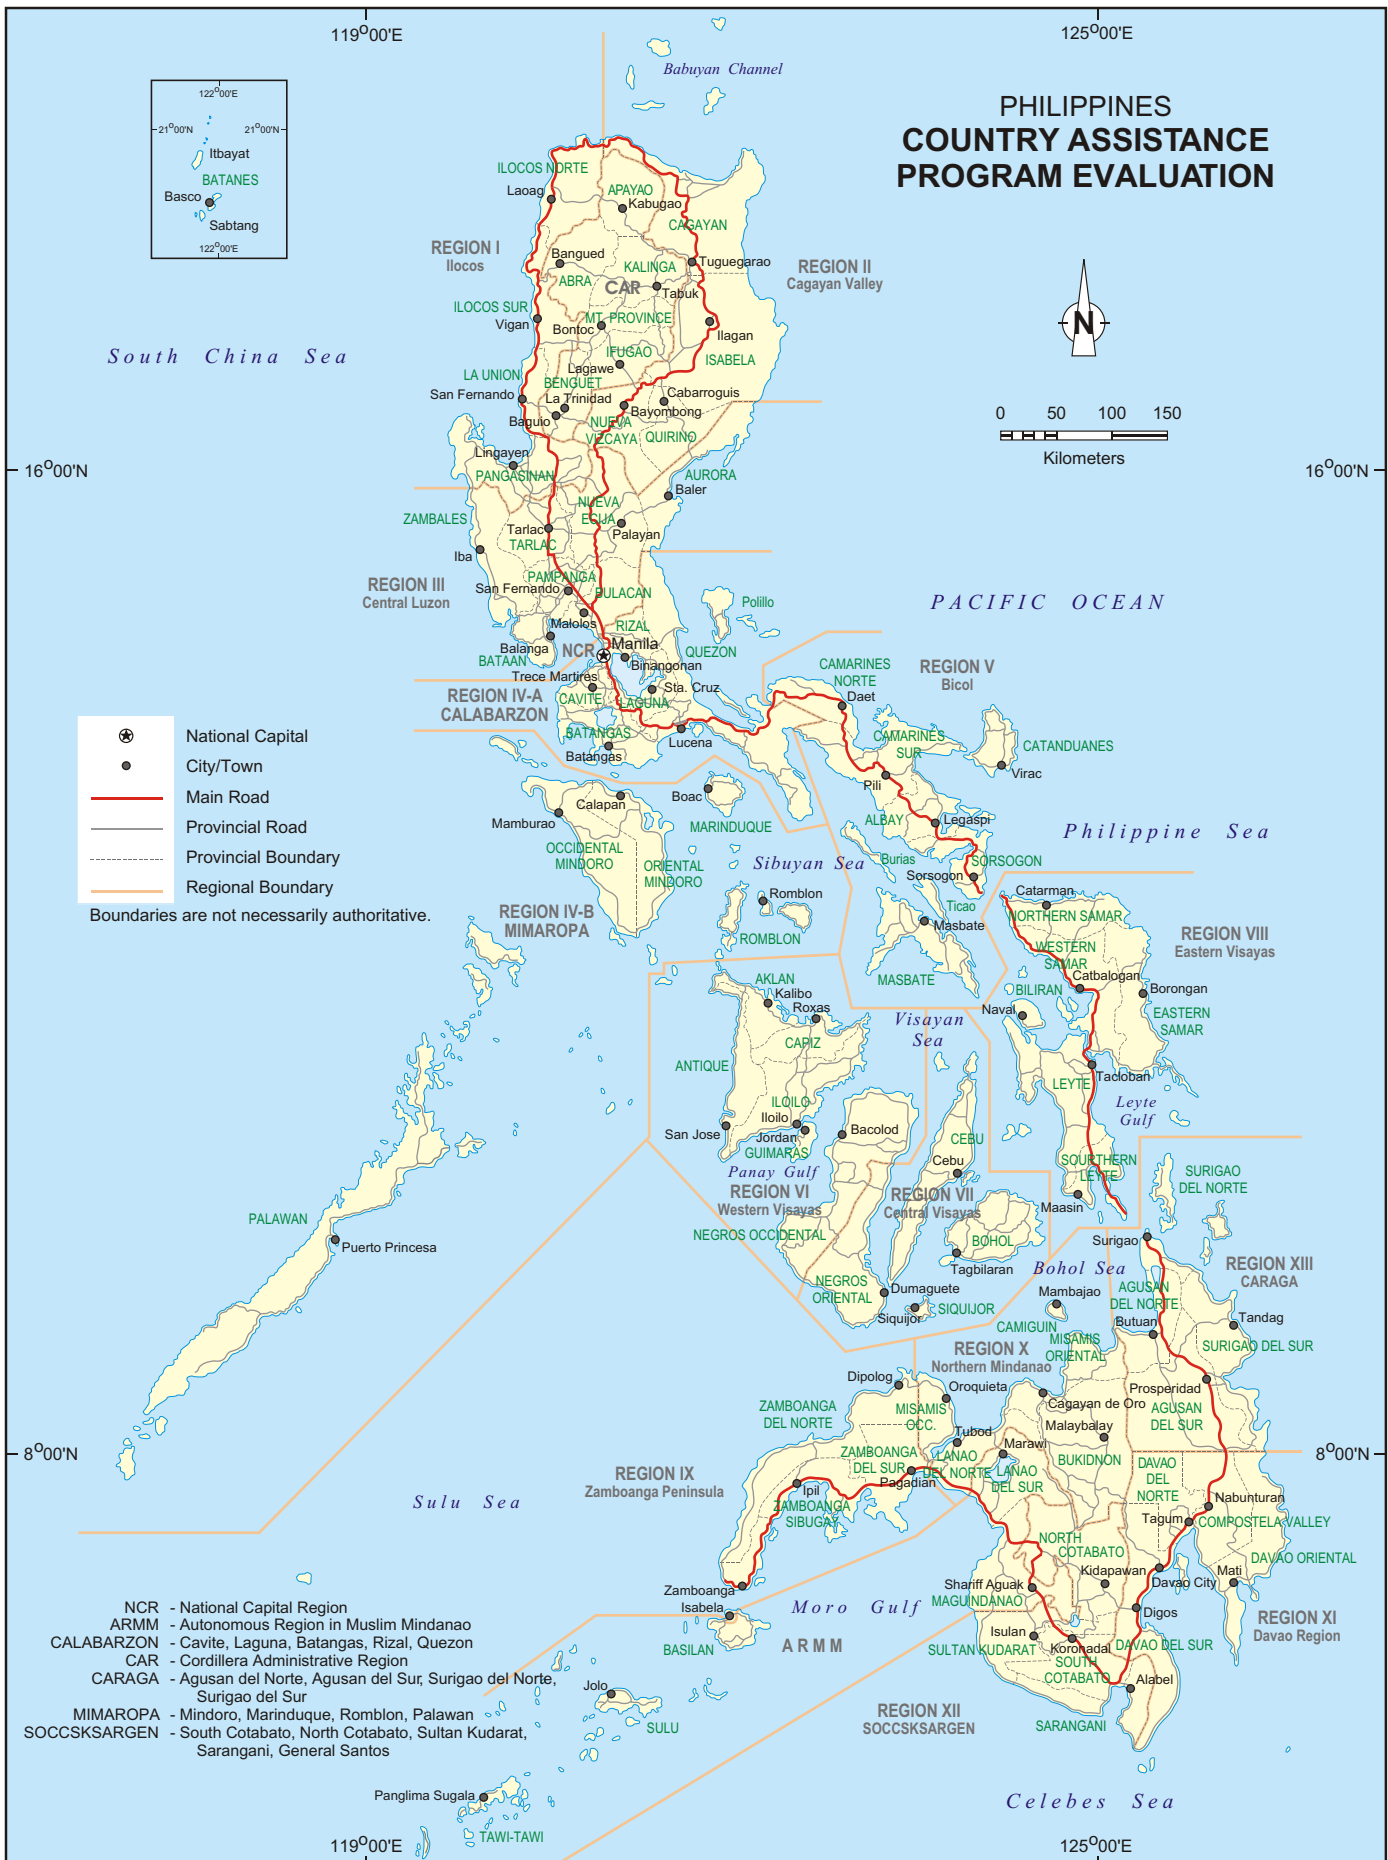 119°00'E
125°00'E
Babuyan Channel
PHILIPPINES
COUNTRY ASSISTANCE
PROGRAM EVALUATION
122°00'E
21°00'N
21°00'N
Itbayat
BATANES
Basco
Sabtang
122°00'E
ILOCOS NORTE
Laoag
APAYAO
Kabugao
CAGAYAN
REGION I
Ilocos
Bangued
ABRA
KALINGA
Tuguegarao
REGION II
Cagayan Valley
CAR
Tabuk
ILOCOS SUR
Vigan
MT. PROVINCE
Bontoc
Ilagan
N
South China Sea
IFUGAO
Lagawe
ISABELA
LA UNION
BENGUET
San Fernando
La Trinidad
Cabarroguis
Baguio
Bayombong
NUEVA
VIZCAYA
QUIRINO
0
50
100
150
Kilometers
Lingayen
PANGASINAN
16°00'N
16°00'N
AURORA
Baler
ZAMBALES
NUEVA
ECIJA
Tarlac
Palayan
TARLAC
Iba
REGION III
Central Luzon
PAMPANGA
San Fernando
BULACAN
Polillo
PACIFIC OCEAN
Malolos
RIZAL
Balanga
BATAAN
NCR
Manila
Binangonan
QUEZON
CAMARINES
NORTE
REGION V
Bicol
Trece Martires
Sta. Cruz
Daet
REGION IV-A
CALABARZON
CAVITE
LAGUNA
National Capital
BATANGAS
Batangas
Lucena
CAMARINES
SUR
CATANDUANES
City/Town
Virac
Main Road
Pili
Boac
Calapan
Mamburao
Provincial Road
MARINDUQUE
ALBAY
Legaspi
Philippine Sea
Provincial Boundary
OCCIDENTAL
MINDORO
ORIENTAL
MINDORO
Sibuyan Sea
Burias
SORSOGON
Sorsogon
Regional Boundary
Boundaries are not necessarily authoritative.
Romblon
Catarman
Ticao
NORTHERN SAMAR
REGION IV-B
MIMAROPA
Masbate
ROMBLON
REGION VIII
Eastern Visayas
WESTERN
SAMAR
AKLAN
MASBATE
Catbalogan
Kalibo
BILIRAN
Borongan
Roxas
Naval
Visayan
Sea
EASTERN
SAMAR
CAPIZ
ANTIQUE
Tacloban
LEYTE
ILOILO
Iloilo
Leyte
Gulf
San Jose
Jordan
Bacolod
GUIMARAS
CEBU
Panay Gulf
Cebu
SOURTHERN
LEYTE
SURIGAO
DEL NORTE
REGION VI
Western Visayas
REGION VII
Central Visayas
Maasin
PALAWAN
NEGROS OCCIDENTAL
Puerto Princesa
BOHOL
Surigao
Tagbilaran
Bohol Sea
REGION XIII
CARAGA
NEGROS
ORIENTAL
Dumaguete
Mambajao
AGUSAN
DEL NORTE
Siquijor
SIQUIJOR
CAMIGUIN
Butuan
Tandag
MISAMIS
ORIENTAL
SURIGAO DEL SUR
REGION X
Northern Mindanao
Dipolog
Oroquieta
Prosperidad
ZAMBOANGA
DEL NORTE
MISAMIS
OCC.
Cagayan de Oro
AGUSAN
DEL SUR
Malaybalay
Tubod
Marawi
8°00'N
8°00'N
ZAMBOANGA
DEL SUR
LANAO
DEL NORTE
LANAO
DEL SUR
BUKIDNON
DAVAO
DEL
NORTE
REGION IX
Zamboanga Peninsula
Pagadian
Ipil
Sulu Sea
ZAMBOANGA
SIBUGAY
Nabunturan
Tagum
COMPOSTELA VALLEY
NORTH
COTABATO
DAVAO ORIENTAL
Kidapawan
Mati
Davao City
Zamboanga
Shariff Aguak
MAGUINDANAO
Isabela
Moro Gulf
Digos
REGION XI
Davao Region
Isulan
BASILAN
ARMM
SULTAN KUDARAT
Koronadal
DAVAO DEL SUR
SOUTH
COTABATO
Alabel
NCR - National Capital Region
ARMM - Autonomous Region in Muslim Mindanao
CALABARZON - Cavite, Laguna, Batangas, Rizal, Quezon
CAR - Cordillera Administrative Region
CARAGA - Agusan del Norte, Agusan del Sur, Surigao del Norte,
Surigao del Sur
MIMAROPA - Mindoro, Marinduque, Romblon, Palawan
SOCCSKSARGEN - South Cotabato, North Cotabato, Sultan Kudarat,
Sarangani, General Santos
Jolo
SULU
REGION XII
SOCCSKSARGEN
SARANGANI
Panglima Sugala
TAWI-TAWI
Celebes Sea
119°00'E
125°00'E